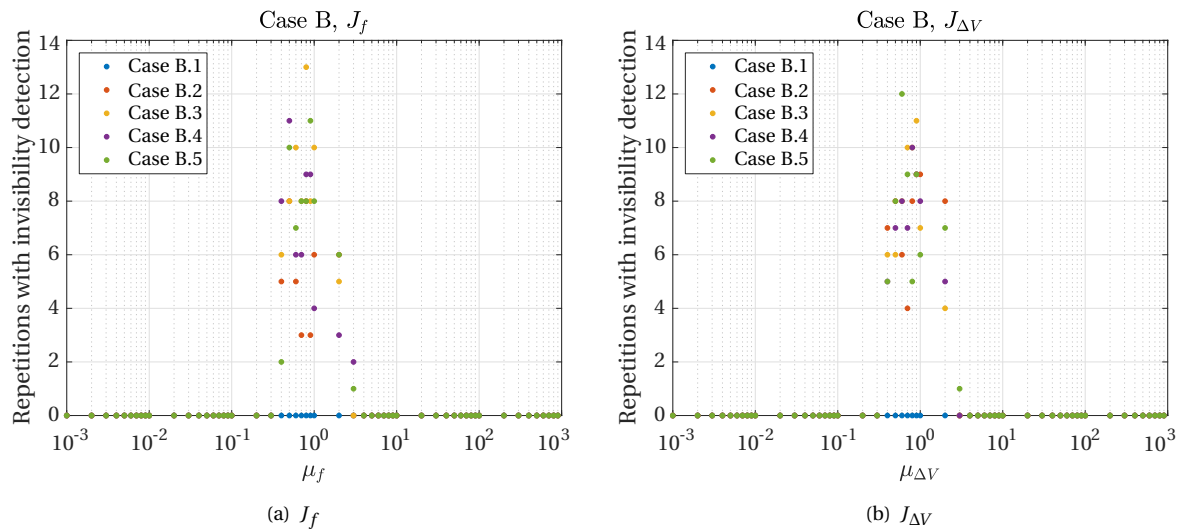 Case B, J_f
Repetitions with invisibility detection
14
12
10
8
6
4
2
0
Case B.1
Case B.2
Case B.3
Case B.4
Case B.5
10^-3 10^-2 10^-1 10^0 10^1 10^2 10^3
μ_f
(a) J_f
Case B, J_ΔV
Repetitions with invisibility detection
14
12
10
8
6
4
2
0
Case B.1
Case B.2
Case B.3
Case B.4
Case B.5
10^-3 10^-2 10^-1 10^0 10^1 10^2 10^3
μ_ΔV
(b) J_ΔV